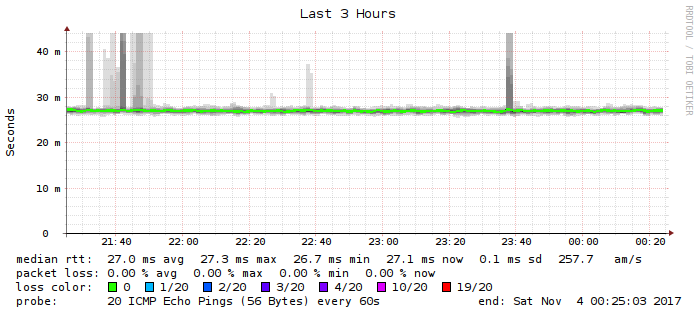 Last 3 Hours
RRDTOOL / TOBI OETIKER
Seconds
40 m
30 m
20 m
10 m
0
21:40 22:00 22:20 22:40 23:00 23:20 23:40 00:00 00:20
median rtt: 27.0 ms avg 27.3 ms max 26.7 ms min 27.1 ms now 0.1 ms sd 257.7 am/s
packet loss: 0.00 % avg 0.00 % max 0.00 % min 0.00 % now
loss color: 0 1/20 2/20 3/20 4/20 10/20 19/20
probe: 20 ICMP Echo Pings (56 Bytes) every 60s end: Sat Nov 4 00:25:03 2017